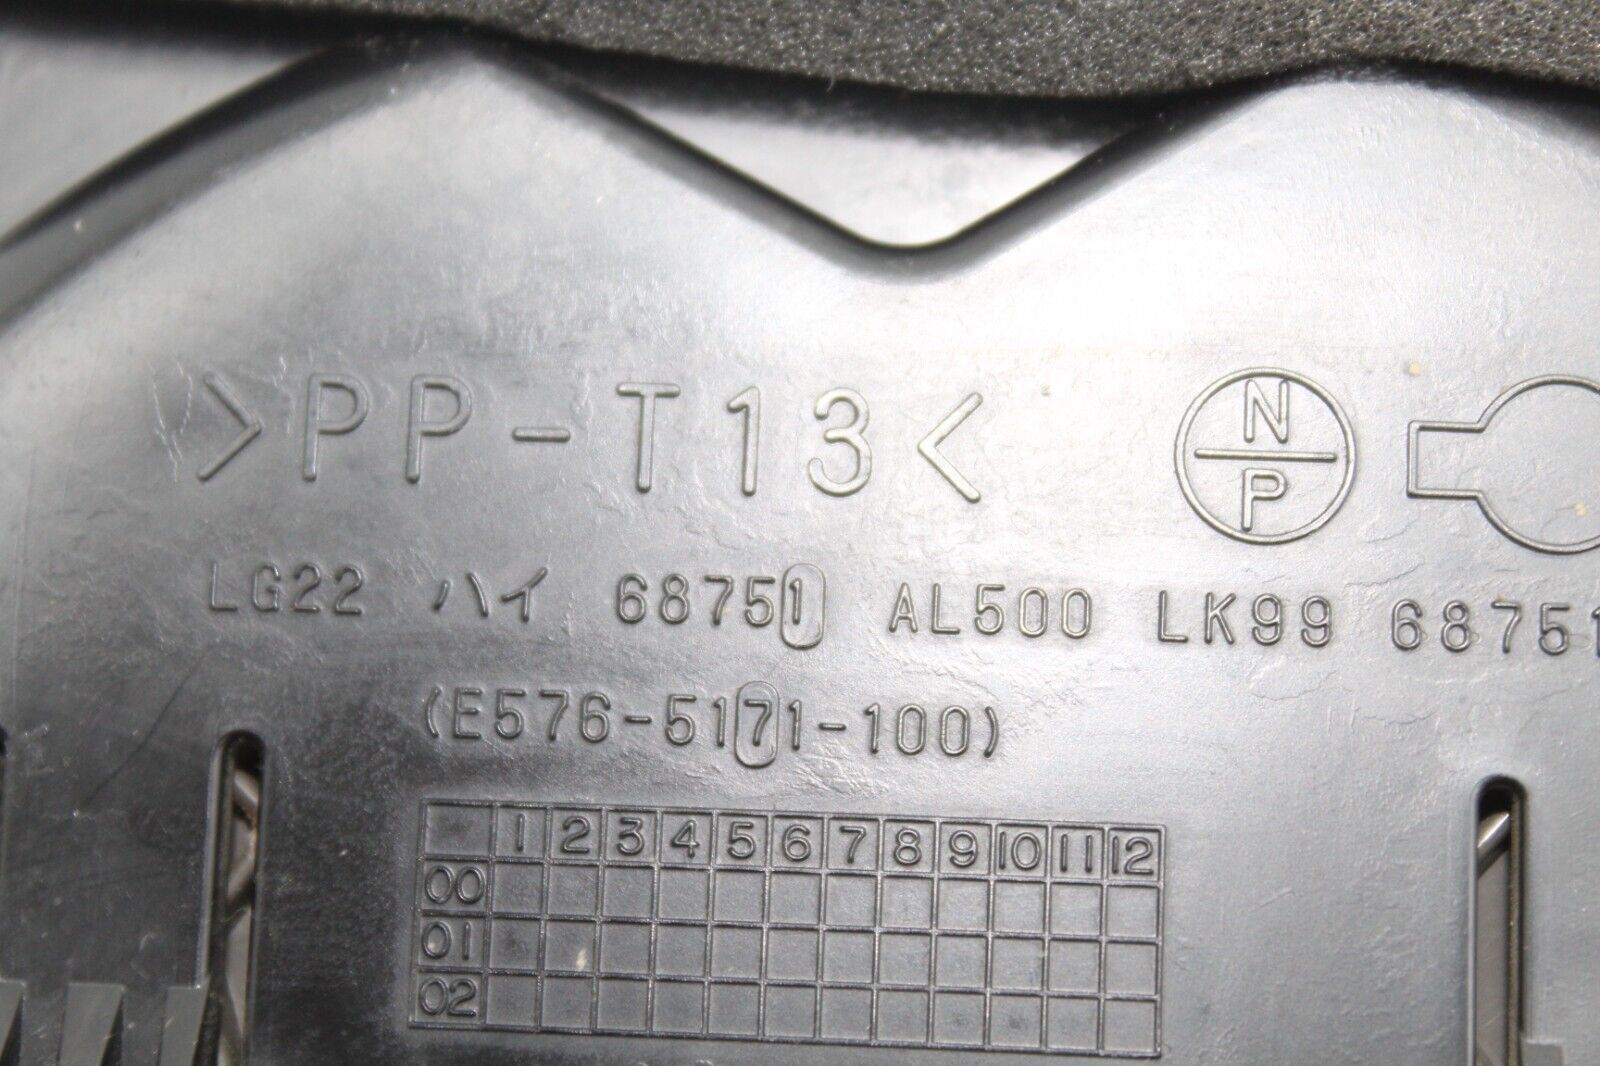 >PP-T13< N P
LG22 ハイ 68751 AL500 LK99 68751
(E576-5171-100)
1 2 3 4 5 6 7 8 9 10 11 12
00
01
02